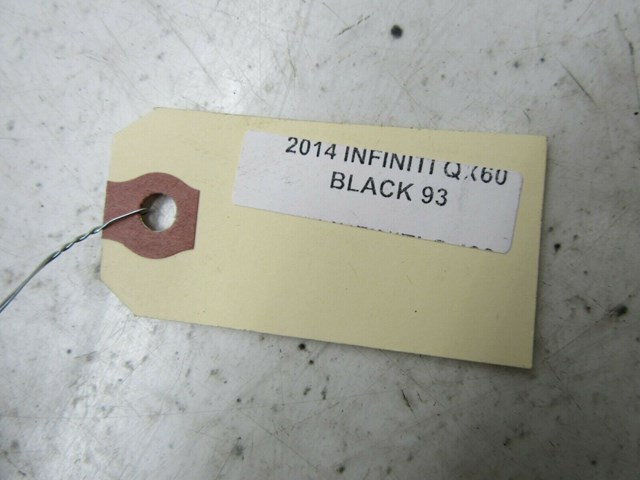 2014 INFINITI QX60
BLACK 93